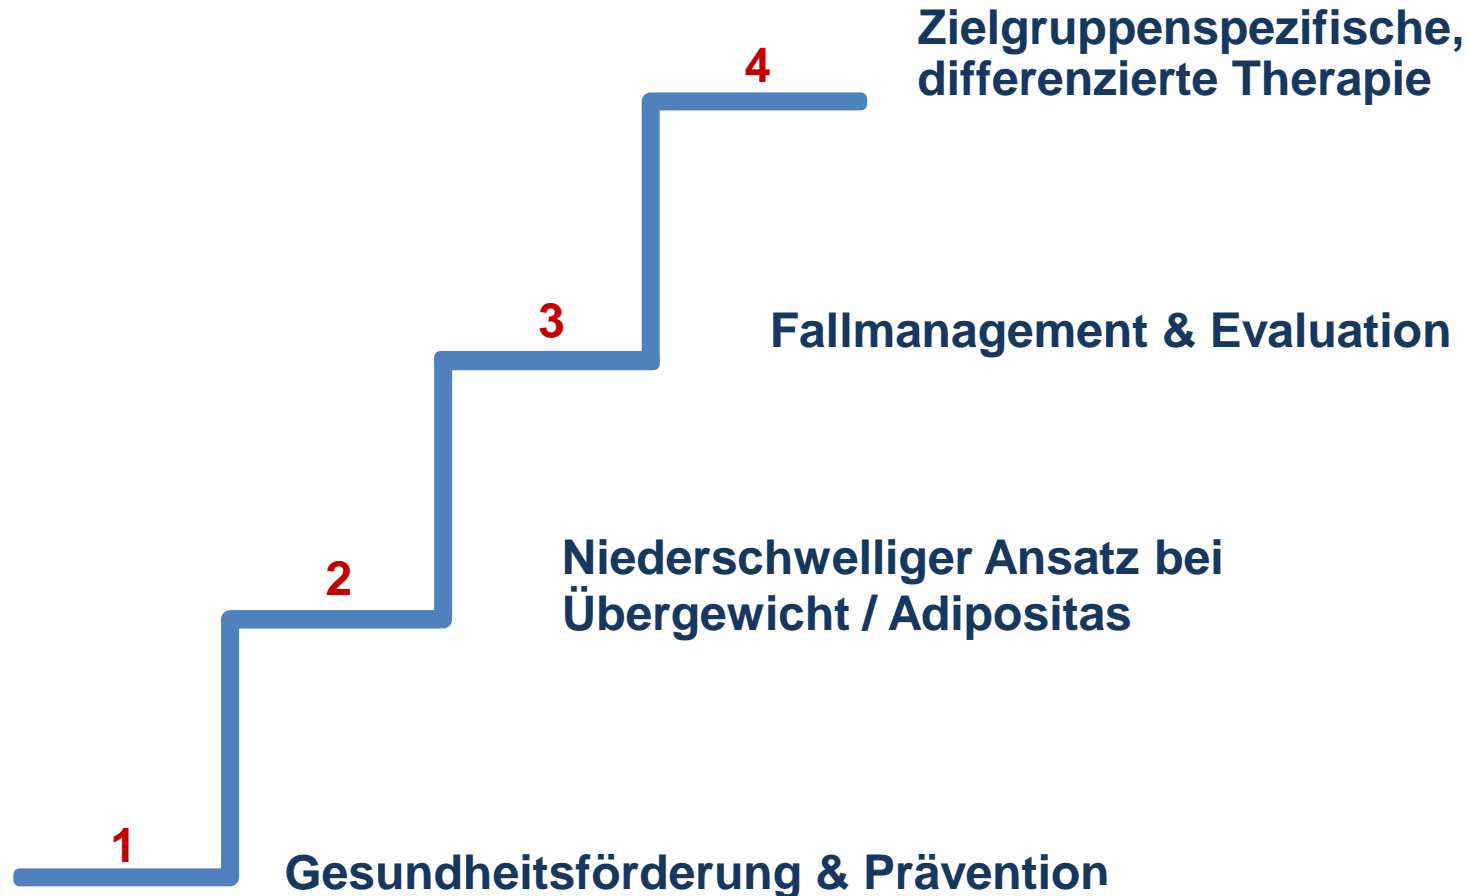 Zielgruppenspezifische,
differenzierte Therapie
4
3
Fallmanagement & Evaluation
Niederschwelliger Ansatz bei
Übergewicht / Adipositas
2
1
Gesundheitsförderung & Prävention